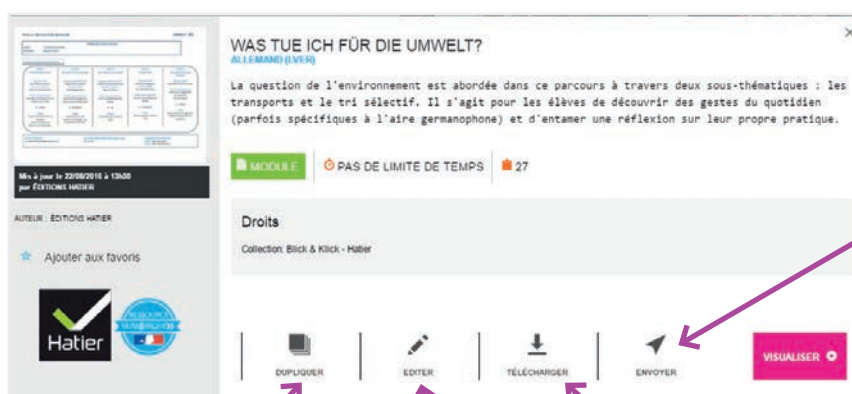 WAS TUE ICH FÜR DIE UMWELT?
ALLEMAND (LVER)
La question de l'environnement est abordée dans ce parcours à travers deux sous-thématiques : les
transports et le tri sélectif. Il s'agit pour les élèves de découvrir des gestes du quotidien
(parfois spécifiques à l'aire germanophone) et d'entamer une réflexion sur leur propre pratique.
MODULE
PAS DE LIMITE DE TEMPS
27
Mis à jour le 22/08/2016 à 13h30
par ÉDITIONS HATIER
AUTEUR : ÉDITIONS HATIER
Ajouter aux favoris
Droits
Collection: Blick & Klick - Hatier
Hatier
RESSOURCE
NUMÉRIQUE
DUPLIQUER
EDITER
TÉLÉCHARGER
ENVOYER
VISUALISER